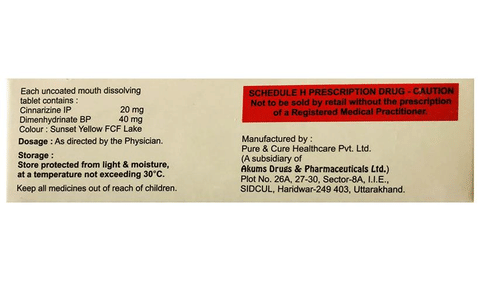 Each uncoated mouth dissolving
tablet contains :
Cinnarizine IP 20 mg
Dimenhydrinate BP 40 mg
Colour : Sunset Yellow FCF Lake
Dosage : As directed by the Physician.
Storage :
Store protected from light & moisture,
at a temperature not exceeding 30°C.
Keep all medicines out of reach of children.
SCHEDULE H PRESCRIPTION DRUG - CAUTION
Not to be sold by retail without the prescription
of a Registered Medical Practitioner.
Manufactured by :
Pure & Cure Healthcare Pvt. Ltd.
(A subsidiary of
Akums Drugs & Pharmaceuticals Ltd.)
Plot No. 26A, 27-30, Sector-8A, I.I.E.,
SIDCUL, Haridwar-249 403, Uttarakhand.